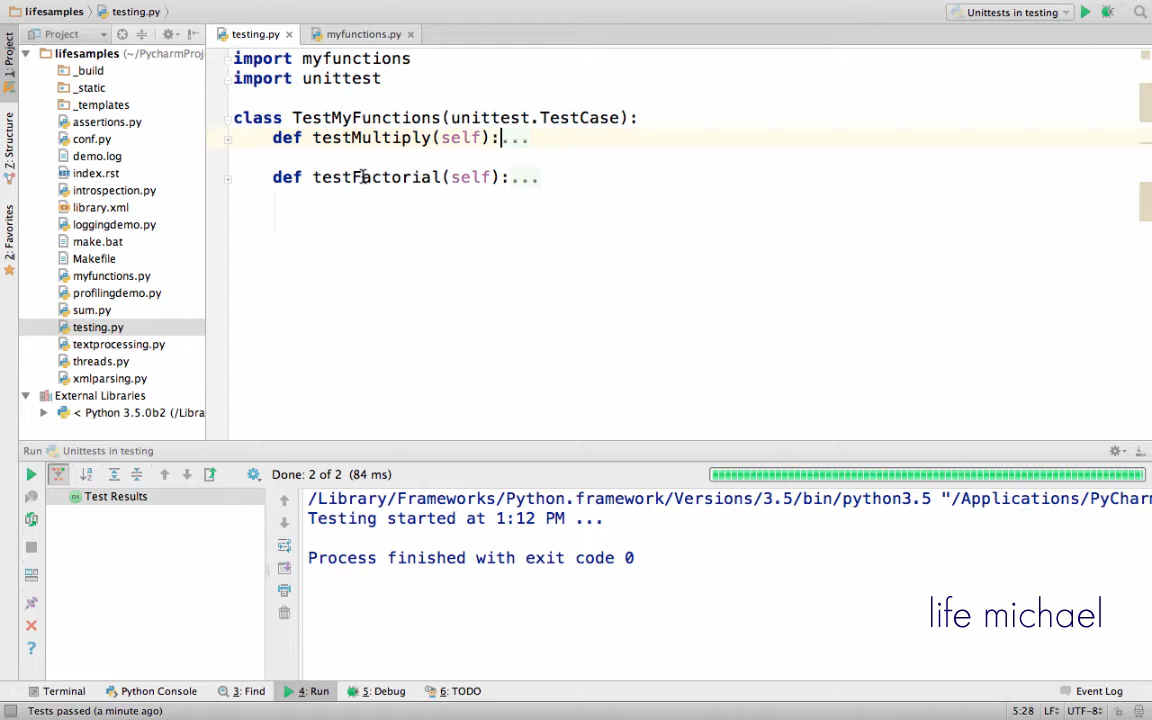 lifesamples testing.py
Unittests in testing
Project
testing.py
myfunctions.py
1: Project
Z: Structure
2: Favorites
lifesamples (~/PycharmProj
_build
_static
_templates
assertions.py
conf.py
demo.log
index.rst
introspection.py
library.xml
loggingdemo.py
make.bat
Makefile
myfunctions.py
profilingdemo.py
sum.py
testing.py
textprocessing.py
threads.py
xmlparsing.py
External Libraries
< Python 3.5.0b2 (/Libra
import myfunctions
import unittest
class TestMyFunctions(unittest.TestCase):
def testMultiply(self):...
def testFactorial(self):...
Run Unittests in testing
Done: 2 of 2 (84 ms)
Test Results
/Library/Frameworks/Python.framework/Versions/3.5/bin/python3.5 "/Applications/PyChar
Testing started at 1:12 PM ...
Process finished with exit code 0
life michael
Terminal
Python Console
3: Find
4: Run
5: Debug
6: TODO
Event Log
Tests passed (a minute ago)
5:28 LF÷ UTF-8÷